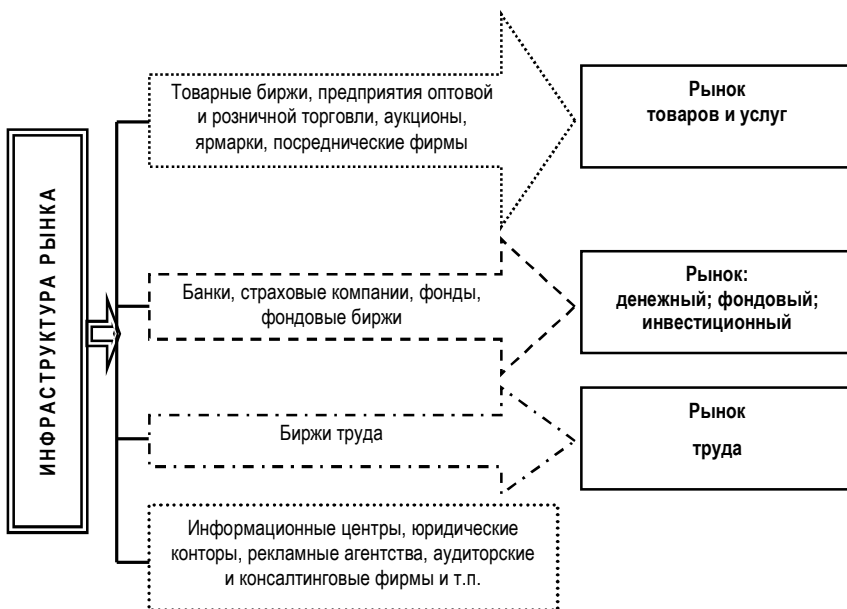 ИНФРАСТРУКТУРА РЫНКА
Товарные биржи, предприятия оптовой
и розничной торговли, аукционы,
ярмарки, посреднические фирмы
Рынок
товаров и услуг
Банки, страховые компании, фонды,
фондовые биржи
Рынок:
денежный; фондовый;
инвестиционный
Биржи труда
Рынок
труда
Информационные центры, юридические
конторы, рекламные агентства, аудиторские
и консалтинговые фирмы и т.п.